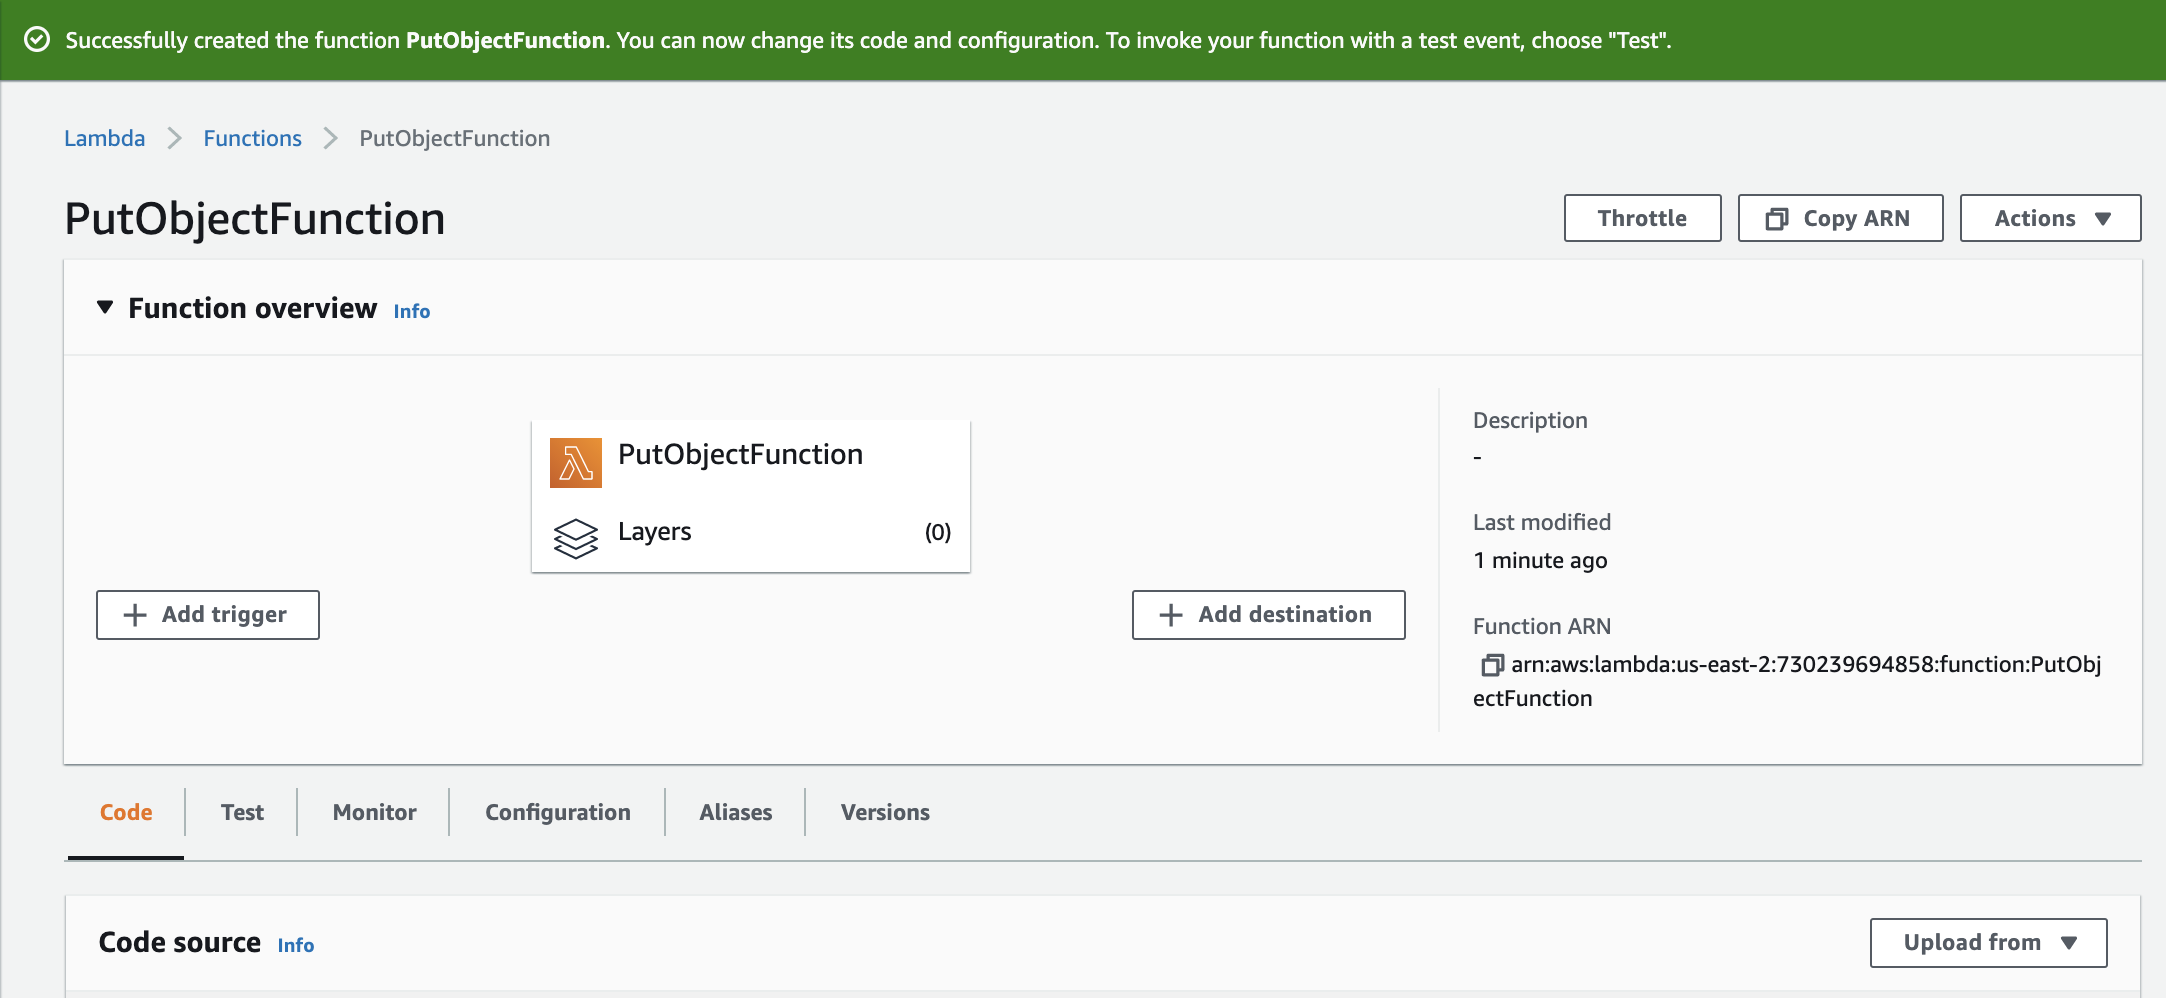 Successfully created the function PutObjectFunction. You can now change its code and configuration. To invoke your function with a test event, choose "Test".
Lambda
Functions
PutObjectFunction
PutObjectFunction
Throttle
Copy ARN
Actions
Function overview Info
PutObjectFunction
Layers
(0)
Add trigger
Add destination
Description
-
Last modified
1 minute ago
Function ARN
arn:aws:lambda:us-east-2:730239694858:function:PutObj
ectFunction
Code
Test
Monitor
Configuration
Aliases
Versions
Code source Info
Upload from